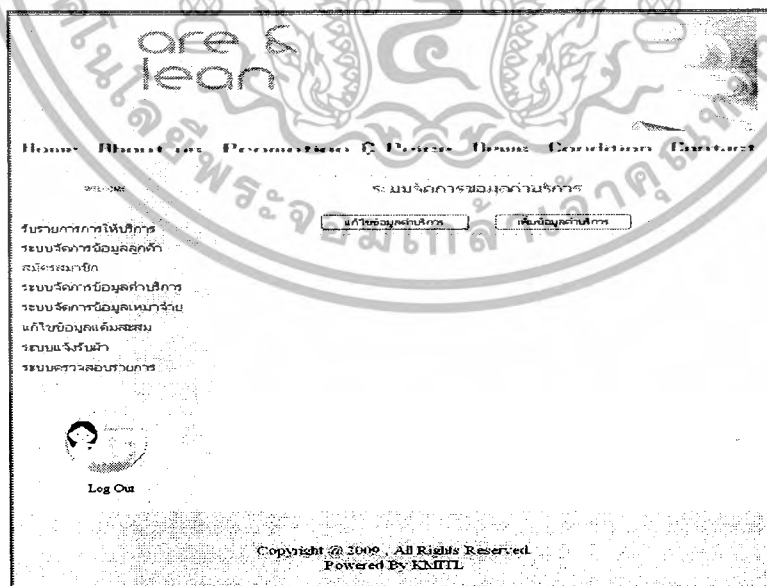 are &
lean
Home About us Promotion & Price News Condition Contact
WELCOME
ระบบจัดการข้อมูลค่าบริการ
แก้ไขข้อมูลค่าบริการ เพิ่มข้อมูลค่าบริการ
รับรายการการให้บริการ
ระบบจัดการข้อมูลลูกค้า
สมัครสมาชิก
ระบบจัดการข้อมูลค่าบริการ
ระบบจัดการข้อมูลเหมาจ่าย
แก้ไขข้อมูลแต้มสะสม
ระบบแจ้งรับผ้า
ระบบตรวจสอบรายการ
Log Out
Copyright @ 2009 , All Rights Reserved.
Powered By KMITL